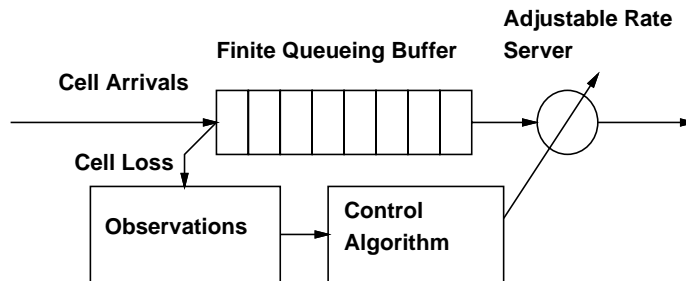 Adjustable Rate
Server
Finite Queueing Buffer
Cell Arrivals
Cell Loss
Observations
Control
Algorithm